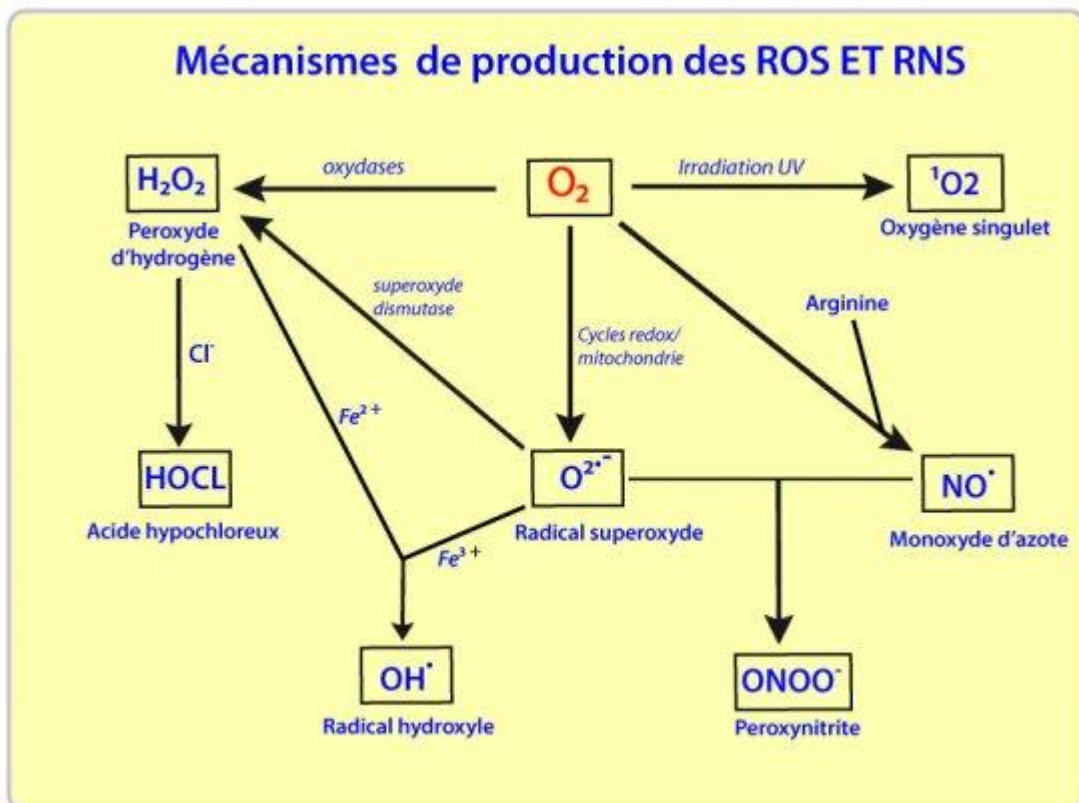 Mécanismes de production des ROS ET RNS
H₂O₂
oxydases
O₂
Irradiation UV
¹O2
Peroxyde
d'hydrogène
Oxygène singulet
superoxyde
dismutase
Arginine
Cycles redox/
mitochondrie
Cl⁻
Fe²⁺
HOCL
O²·⁻
NO·
Acide hypochloreux
Radical superoxyde
Monoxyde d'azote
Fe³⁺
OH·
ONOO⁻
Radical hydroxyle
Peroxynitrite